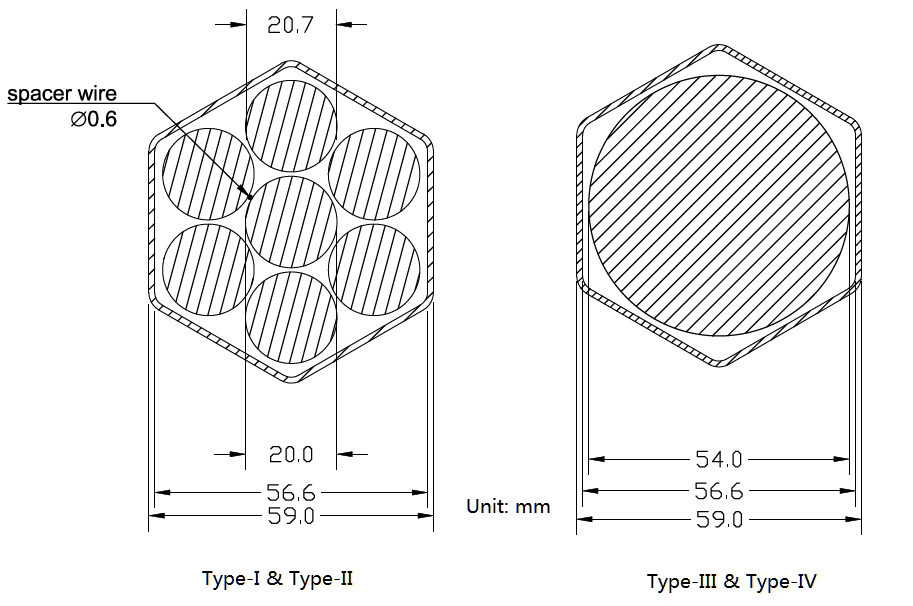 20.7
spacer wire
Ø0.6
20.0
56.6
59.0
Type-I & Type-II
Unit: mm
54.0
56.6
59.0
Type-III & Type-IV